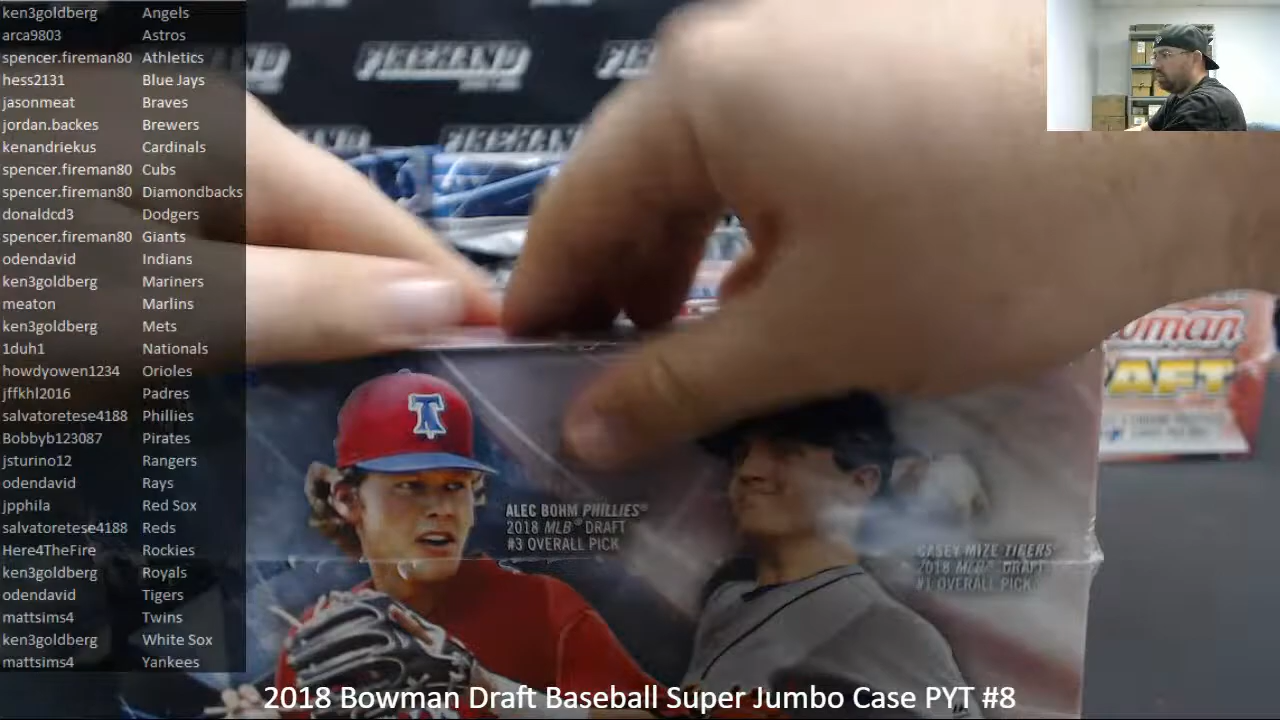 ken3goldberg Angels
arca9803 Astros
spencer.fireman80 Athletics
hess2131 Blue Jays
jasonmeat Braves
jordan.backes Brewers
kenandriekus Cardinals
spencer.fireman80 Cubs
spencer.fireman80 Diamondbacks
donaldcd3 Dodgers
spencer.fireman80 Giants
odendavid Indians
ken3goldberg Mariners
meaton Marlins
ken3goldberg Mets
1duh1 Nationals
howdyowen1234 Orioles
jffkhl2016 Padres
salvatoretese4188 Phillies
Bobbyb123087 Pirates
jsturino12 Rangers
odendavid Rays
jpphila Red Sox
salvatoretese4188 Reds
Here4TheFire Rockies
ken3goldberg Royals
odendavid Tigers
mattsims4 Twins
ken3goldberg White Sox
mattsims4 Yankees
FIREHAND
ALEC BOHM PHILLIES®
2018 MLB® DRAFT
#3 OVERALL PICK
CASEY MIZE TIGERS
2018 MLB® DRAFT
#1 OVERALL PICK
2018 Bowman Draft Baseball Super Jumbo Case PYT #8